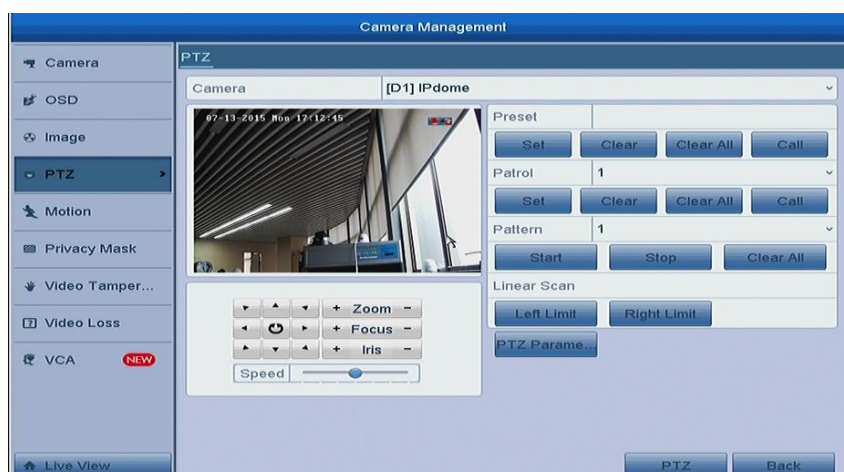 Camera Management
Camera
OSD
Image
PTZ
Motion
Privacy Mask
Video Tamper...
Video Loss
VCA NEW
Live View
PTZ
Camera [D1] IPdome
07-13-2015 Mon 17:12:45
Preset
Set Clear Clear All Call
Patrol 1
Set Clear Clear All Call
Pattern 1
Start Stop Clear All
Linear Scan
Left Limit Right Limit
PTZ Parame...
+ Zoom -
+ Focus -
+ Iris -
Speed
PTZ Back